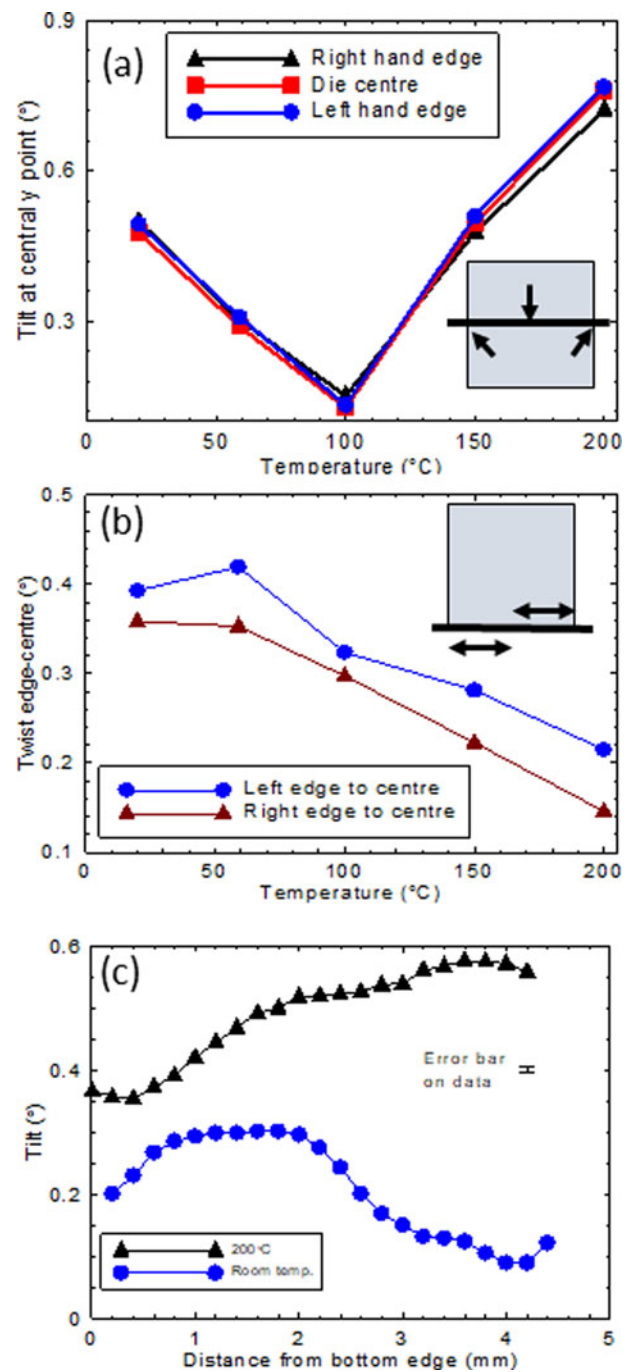 (a)
Right hand edge
Die centre
Left hand edge
Tilt at central y point (°)
0.9
0.6
0.3
0 50 100 150 200
Temperature (°C)
(b)
Twist edge-centre (°)
0.5
0.4
0.3
0.2
0.1
Left edge to centre
Right edge to centre
0 50 100 150 200
Temperature (°C)
(c)
Tilt (°)
0.6
0.4
0.2
0
Error bar
on data
200°C
Room temp.
0 1 2 3 4 5
Distance from bottom edge (mm)